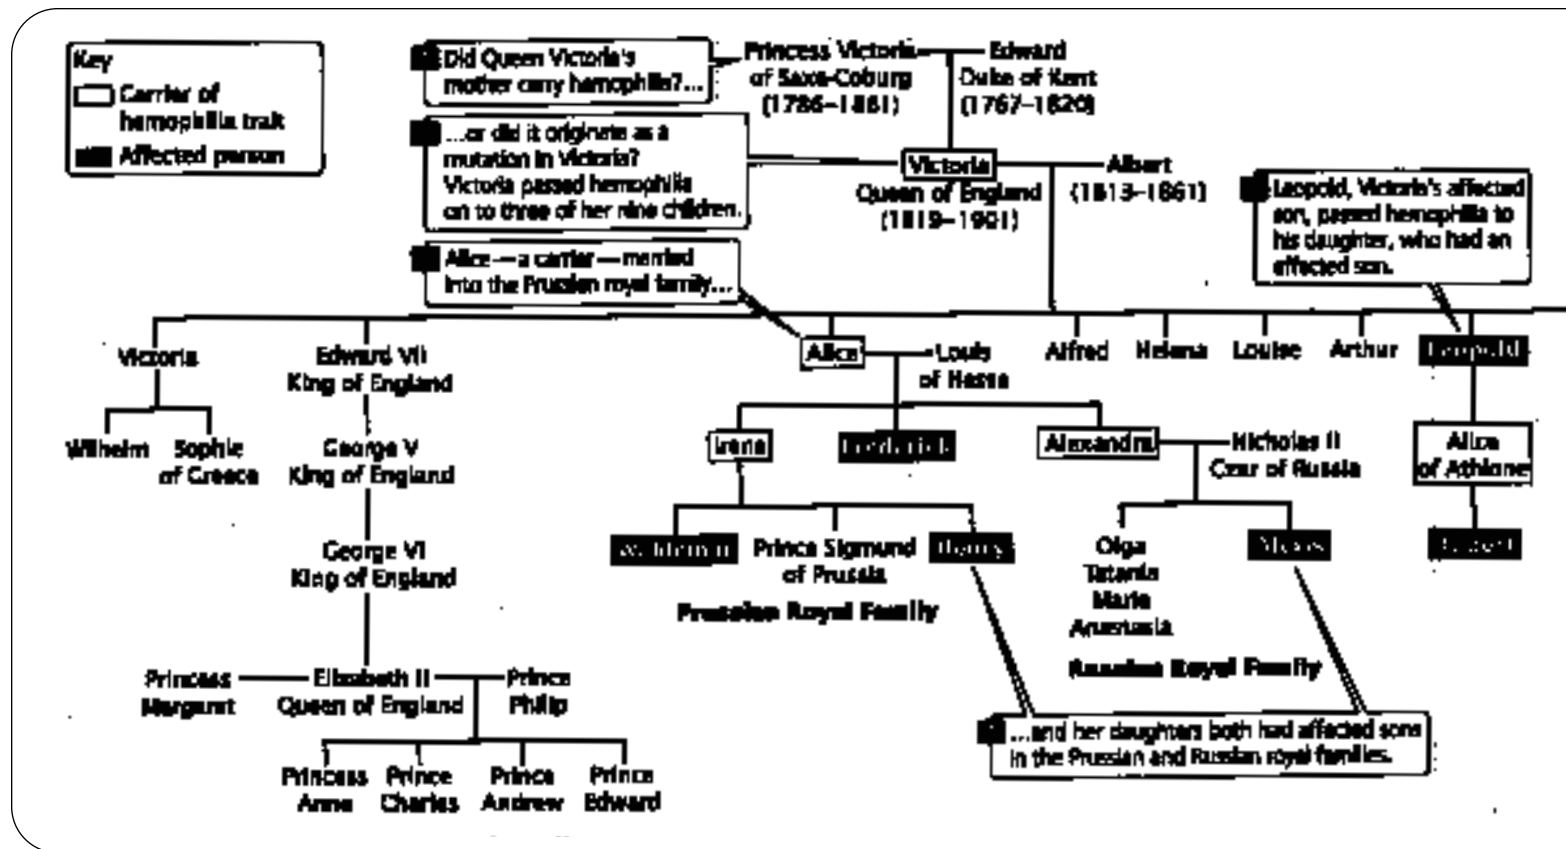 Key
Carrier of
hemophilia trait
Affected person
Did Queen Victoria's
mother carry hemophilia?...
...or did it originate as a
mutation in Victoria?
Victoria passed hemophilia
on to three of her nine children.
Alice—a carrier—married
into the Prussian royal family...
Princess Victoria
of Saxe-Coburg
(1786–1861)
Edward
Duke of Kent
(1767–1820)
Victoria
Queen of England
(1819–1901)
Albert
(1813–1861)
Leopold, Victoria's affected
son, passed hemophilia to
his daughter, who had an
affected son.
Victoria
Edward VII
King of England
Alice
Louis
of Hesse
Alfred
Helena
Louise
Arthur
Leopold
Wilhelm
Sophie
of Greece
George V
King of England
Irene
Frederick
Alexandra
Nicholas II
Czar of Russia
Alice
of Athlone
George VI
King of England
Waldemar
Prince Sigmund
of Prussia
Henry
Prussian Royal Family
Olga
Tatania
Marie
Anastasia
Alexis
Russian Royal Family
Princess
Margaret
Elizabeth II
Queen of England
Prince
Philip
...and her daughters both had affected sons
in the Prussian and Russian royal families.
Princess
Anne
Prince
Charles
Prince
Andrew
Prince
Edward